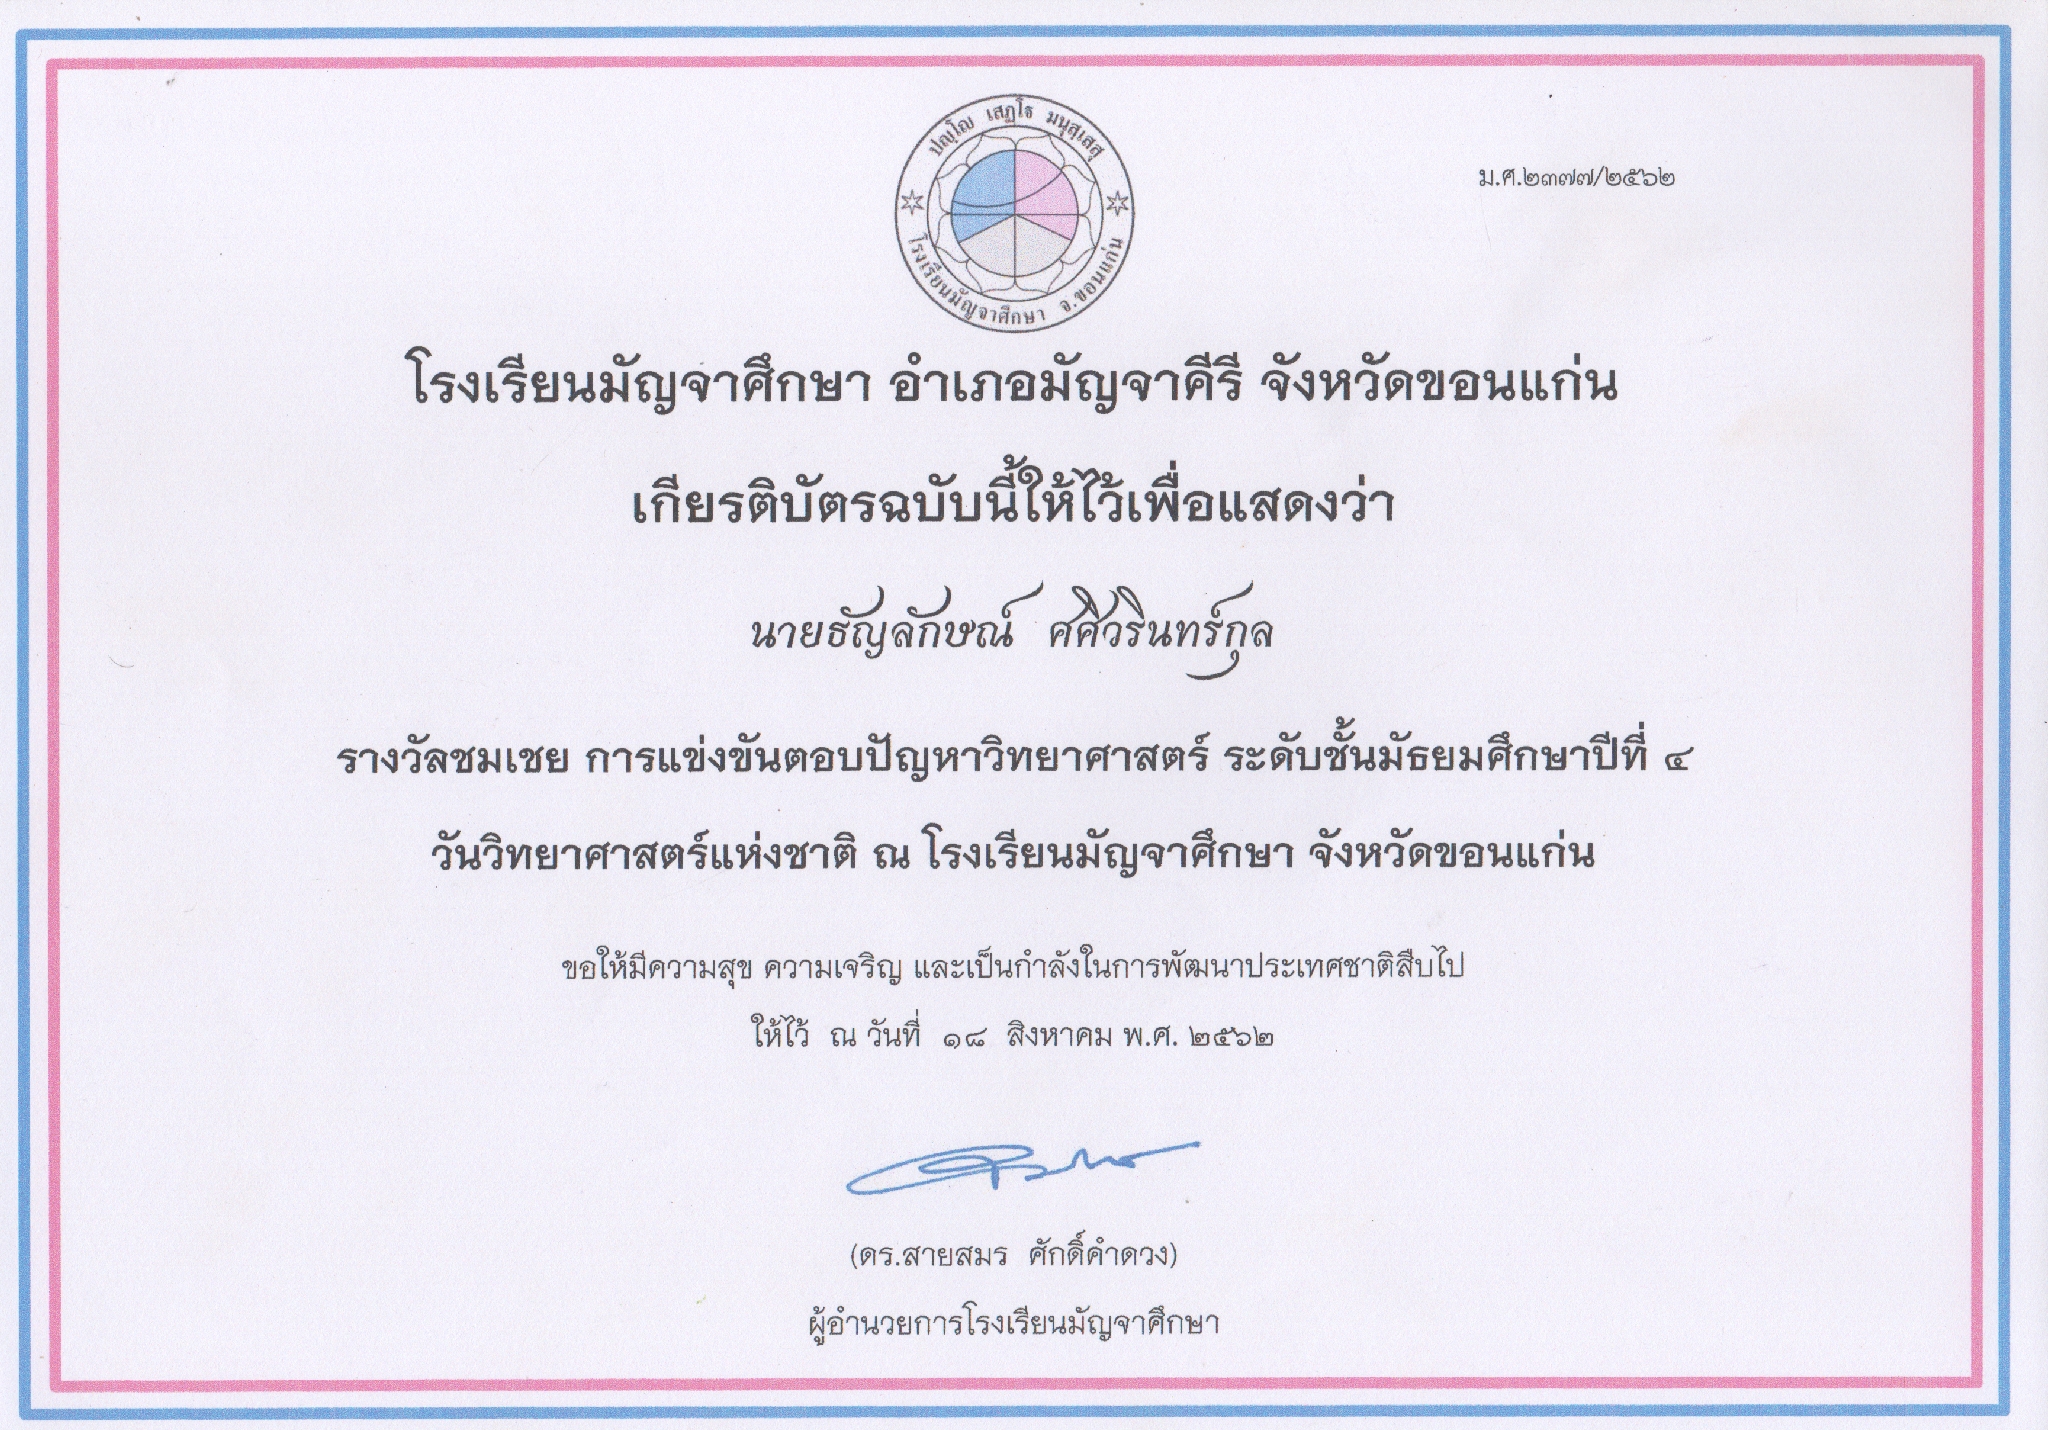 ปญฺโญ เสฏฺโฐ มนุสฺเสสุ
โรงเรียนมัญจาศึกษา จ.ขอนแก่น
ม.ศ.๒๓๗๗/๒๕๖๒
โรงเรียนมัญจาศึกษา อำเภอมัญจาคีรี จังหวัดขอนแก่น
เกียรติบัตรฉบับนี้ให้ไว้เพื่อแสดงว่า
นายธัญลักษณ์ ศศิวรินทร์กุล
รางวัลชมเชย การแข่งขันตอบปัญหาวิทยาศาสตร์ ระดับชั้นมัธยมศึกษาปีที่ ๔
วันวิทยาศาสตร์แห่งชาติ ณ โรงเรียนมัญจาศึกษา จังหวัดขอนแก่น
ขอให้มีความสุข ความเจริญ และเป็นกำลังในการพัฒนาประเทศชาติสืบไป
ให้ไว้ ณ วันที่ ๑๘ สิงหาคม พ.ศ. ๒๕๖๒
(ดร.สายสมร ศักดิ์คำดวง)
ผู้อำนวยการโรงเรียนมัญจาศึกษา